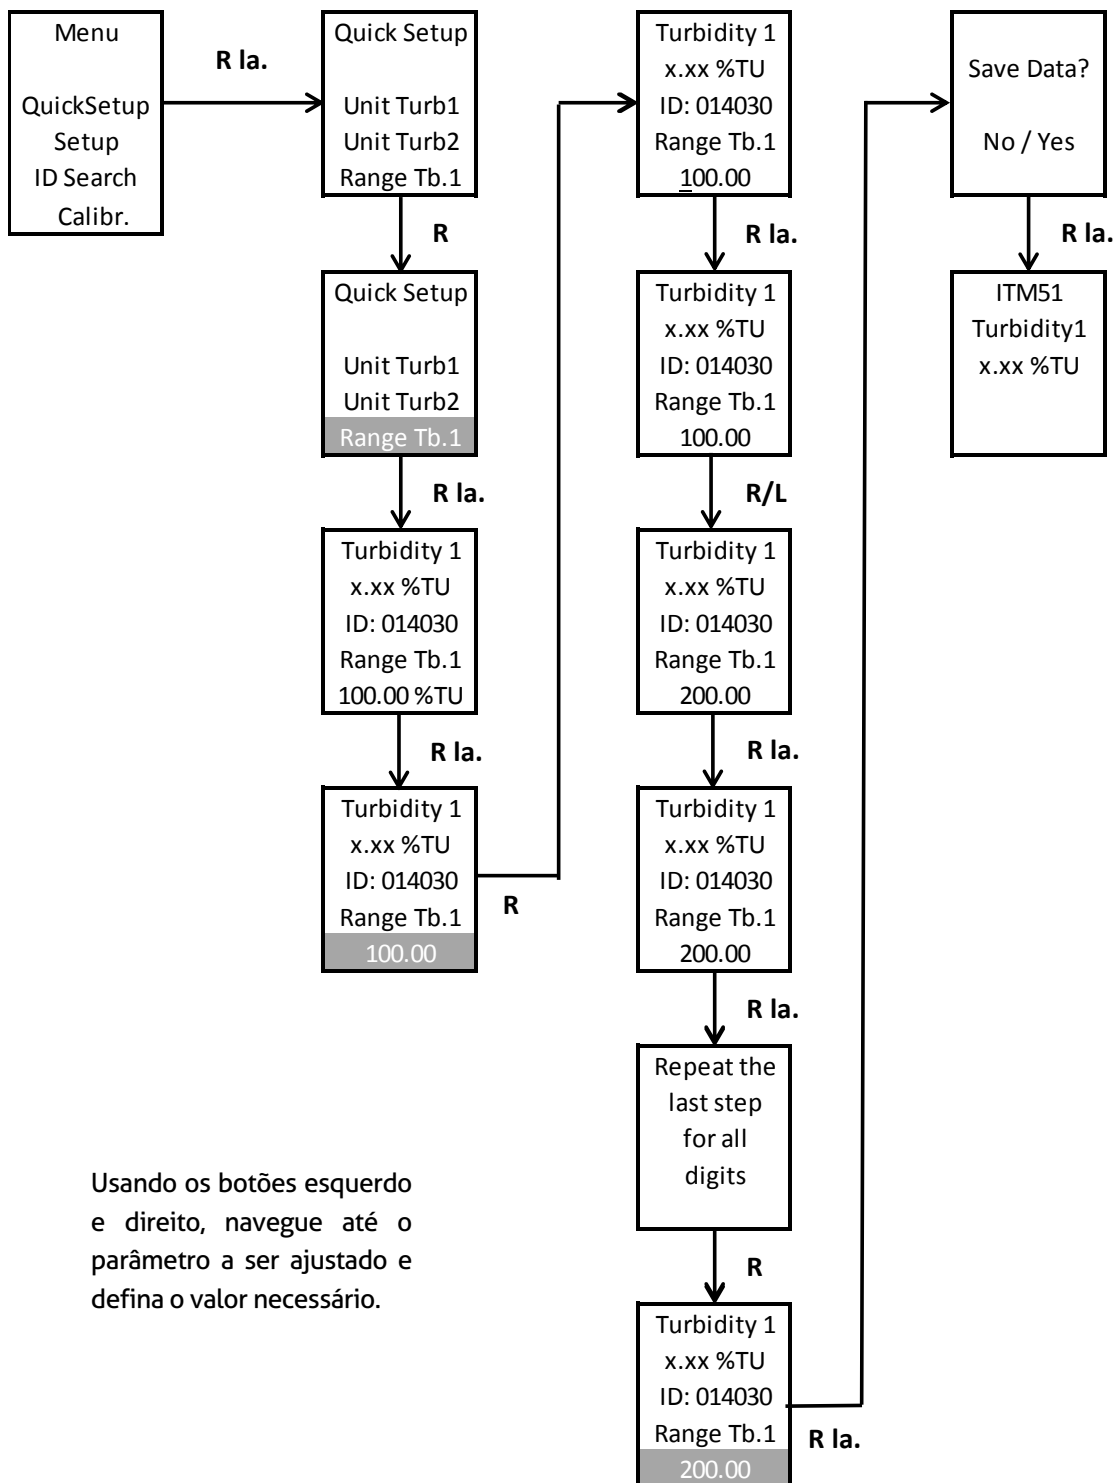 Menu
QuickSetup
Setup
ID Search
Calibr.
R la.
Quick Setup
Unit Turb1
Unit Turb2
Range Tb.1
R
Quick Setup
Unit Turb1
Unit Turb2
Range Tb.1
R la.
Turbidity 1
x.xx %TU
ID: 014030
Range Tb.1
100.00 %TU
R la.
Turbidity 1
x.xx %TU
ID: 014030
Range Tb.1
100.00
R
Turbidity 1
x.xx %TU
ID: 014030
Range Tb.1
100.00
R la.
Turbidity 1
x.xx %TU
ID: 014030
Range Tb.1
100.00
R/L
Turbidity 1
x.xx %TU
ID: 014030
Range Tb.1
200.00
R la.
Turbidity 1
x.xx %TU
ID: 014030
Range Tb.1
200.00
R la.
Repeat the
last step
for all
digits
R
Turbidity 1
x.xx %TU
ID: 014030
Range Tb.1
200.00
R la.
Save Data?
No / Yes
R la.
ITM51
Turbidity1
x.xx %TU
Usando os botões esquerdo
e direito, navegue até o
parâmetro a ser ajustado e
defina o valor necessário.